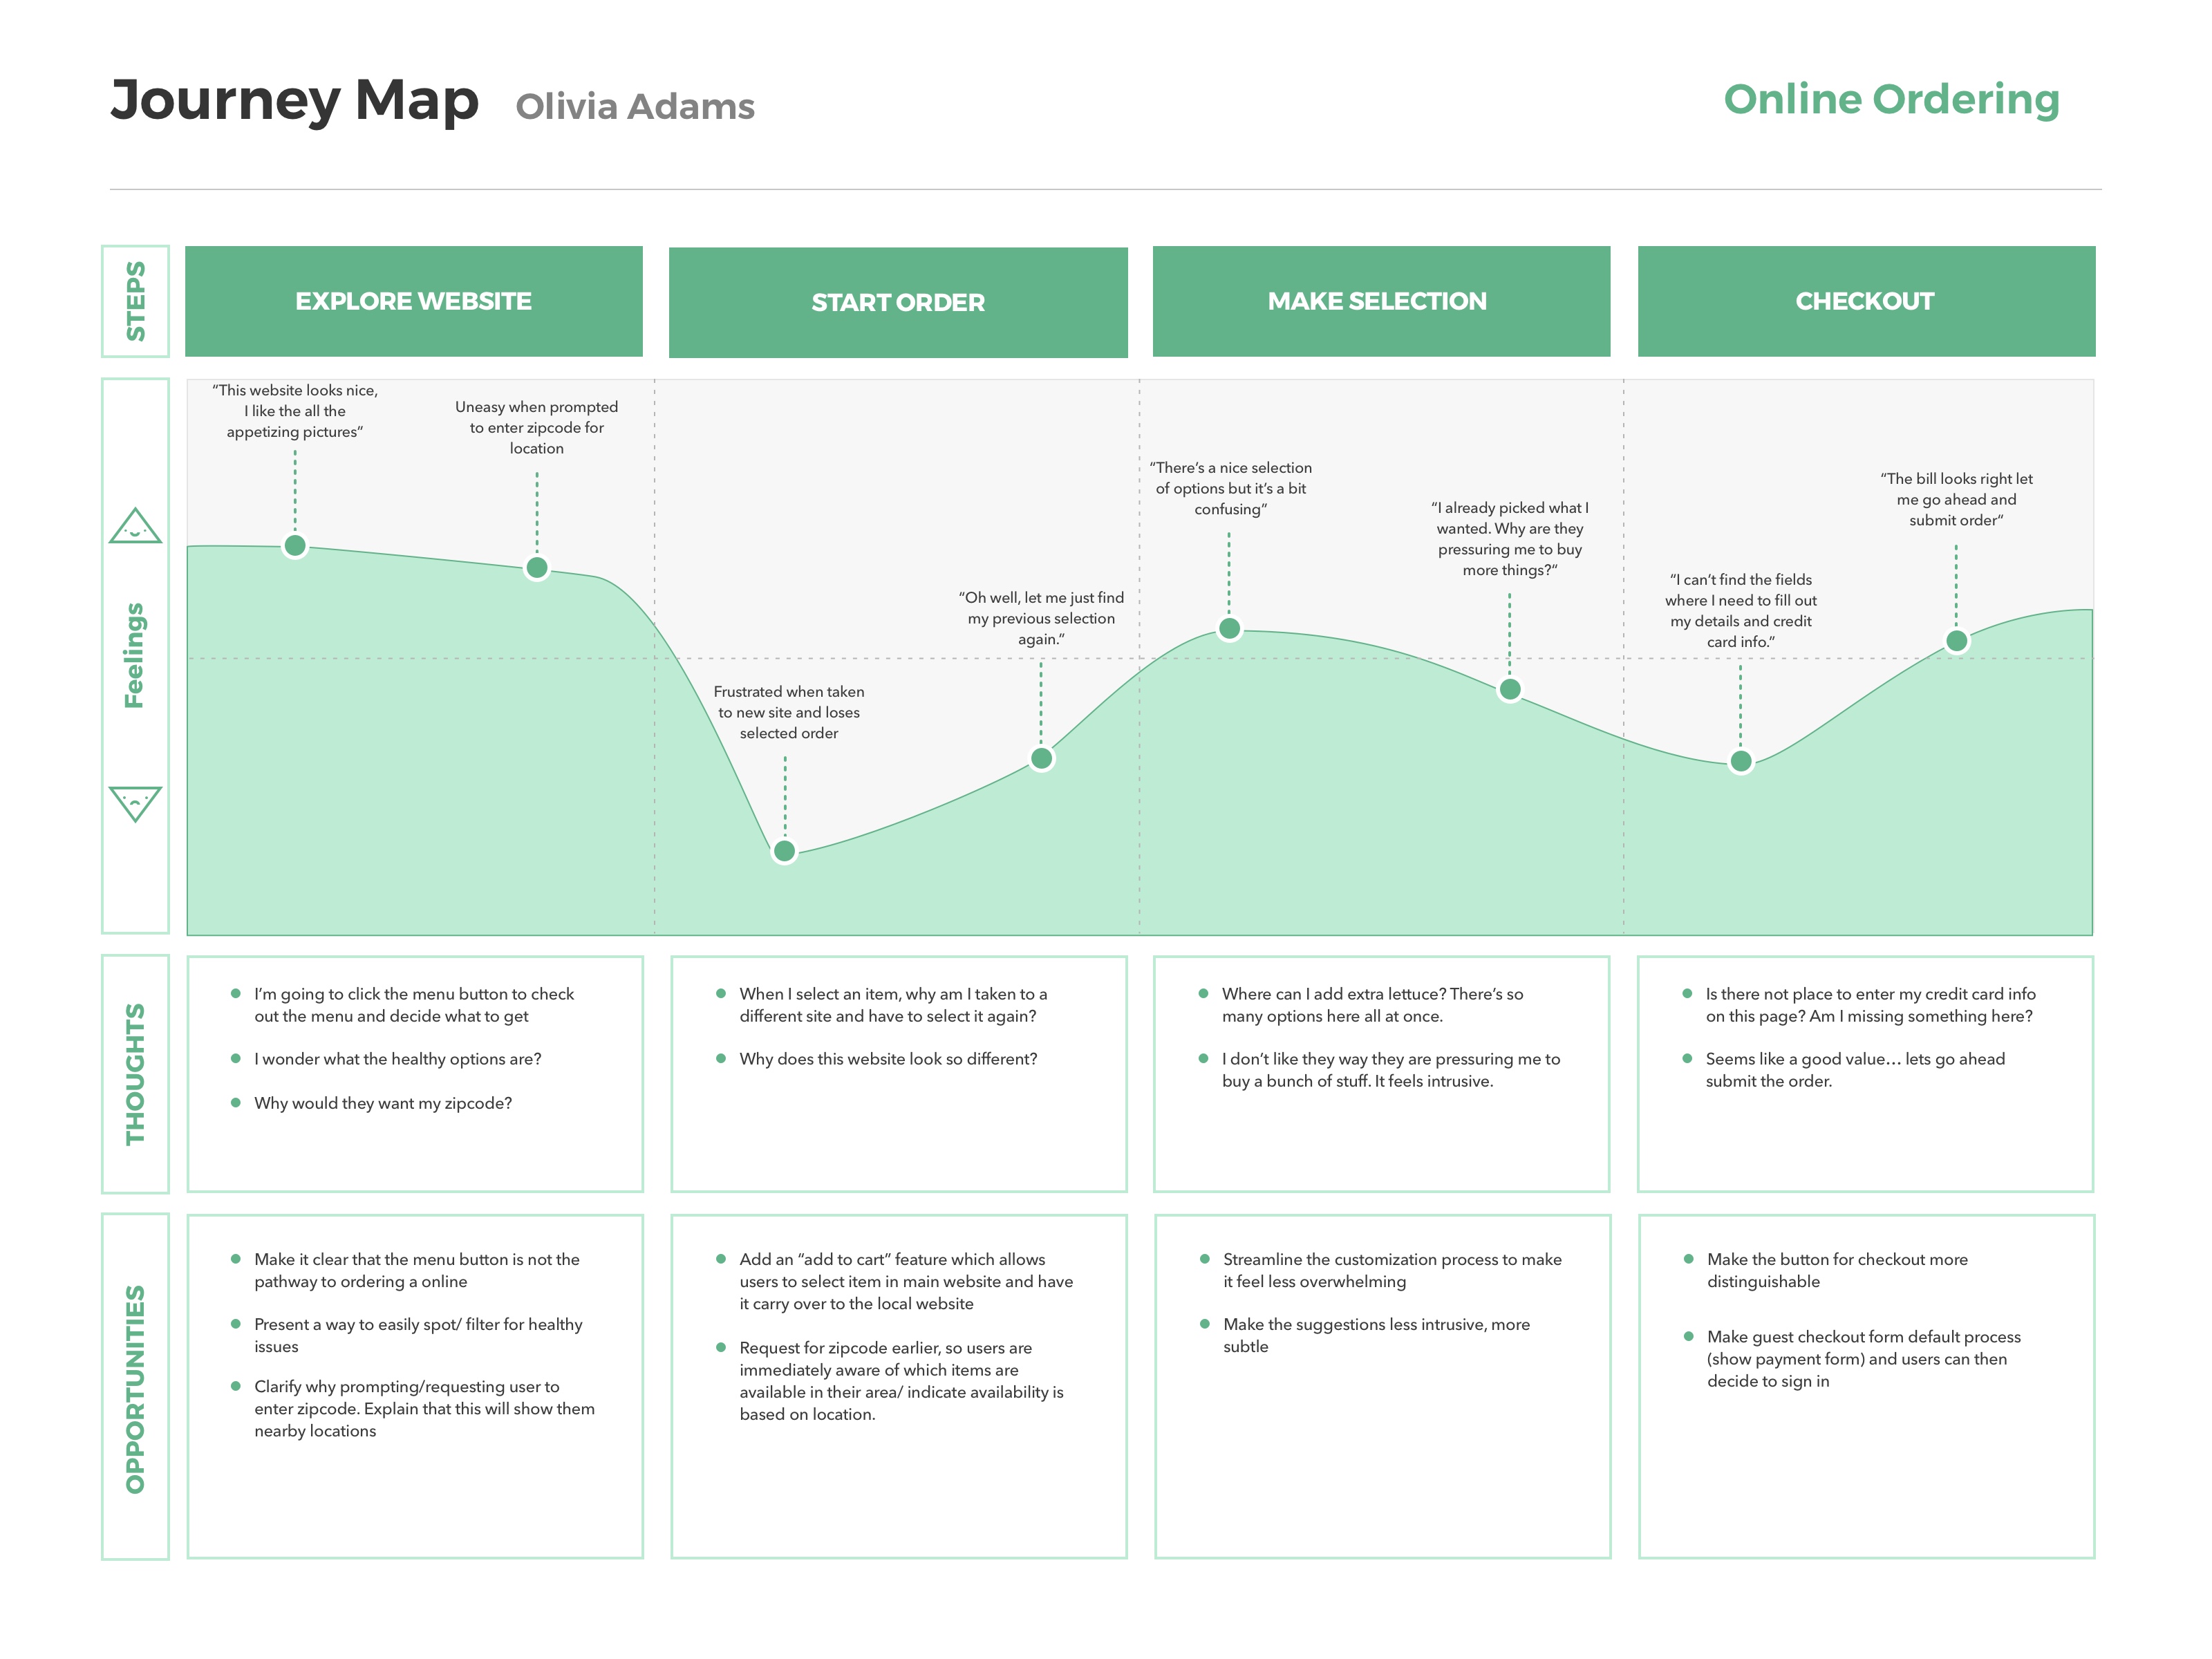 Journey Map Olivia Adams
Online Ordering
STEPS
EXPLORE WEBSITE
START ORDER
MAKE SELECTION
CHECKOUT
Feelings
“This website looks nice,
I like the all the
appetizing pictures”
Uneasy when prompted
to enter zipcode for
location
Frustrated when taken
to new site and loses
selected order
“Oh well, let me just find
my previous selection
again.”
“There’s a nice selection
of options but it’s a bit
confusing”
“I already picked what I
wanted. Why are they
pressuring me to buy
more things?“
“I can’t find the fields
where I need to fill out
my details and credit
card info.”
“The bill looks right let
me go ahead and
submit order“
THOUGHTS
I’m going to click the menu button to check
out the menu and decide what to get
I wonder what the healthy options are?
Why would they want my zipcode?
When I select an item, why am I taken to a
different site and have to select it again?
Why does this website look so different?
Where can I add extra lettuce? There’s so
many options here all at once.
I don’t like they way they are pressuring me to
buy a bunch of stuff. It feels intrusive.
Is there not place to enter my credit card info
on this page? Am I missing something here?
Seems like a good value… lets go ahead
submit the order.
OPPORTUNITIES
Make it clear that the menu button is not the
pathway to ordering a online
Present a way to easily spot/ filter for healthy
issues
Clarify why prompting/requesting user to
enter zipcode. Explain that this will show them
nearby locations
Add an “add to cart” feature which allows
users to select item in main website and have
it carry over to the local website
Request for zipcode earlier, so users are
immediately aware of which items are
available in their area/ indicate availability is
based on location.
Streamline the customization process to make
it feel less overwhelming
Make the suggestions less intrusive, more
subtle
Make the button for checkout more
distinguishable
Make guest checkout form default process
(show payment form) and users can then
decide to sign in